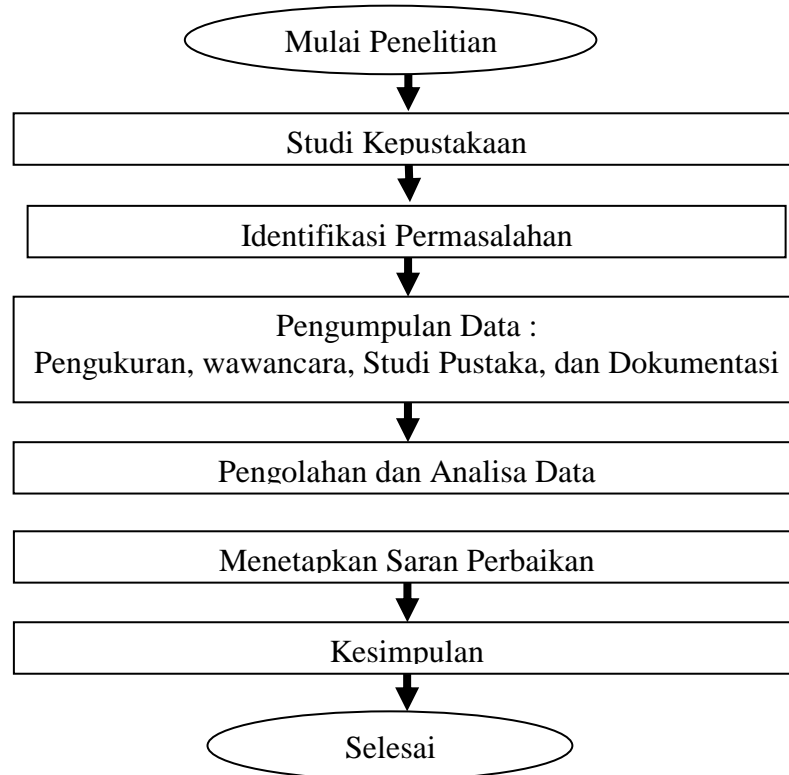 Mulai Penelitian
Studi Kepustakaan
Identifikasi Permasalahan
Pengumpulan Data :
Pengukuran, wawancara, Studi Pustaka, dan Dokumentasi
Pengolahan dan Analisa Data
Menetapkan Saran Perbaikan
Kesimpulan
Selesai